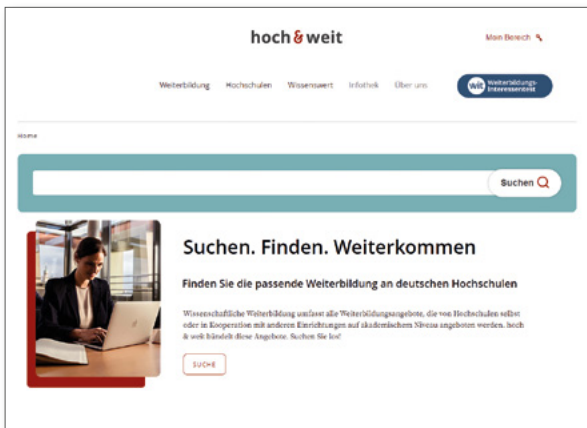 hoch & weit
Mein Bereich
Weiterbildung Hochschulen Wissenswert Infothek Über uns
wit Weiterbildungs-
Interessentest
Home
Suchen
Suchen. Finden. Weiterkommen
Finden Sie die passende Weiterbildung an deutschen Hochschulen
Wissenschaftliche Weiterbildung umfasst alle Weiterbildungsangebote, die von Hochschulen selbst
oder in Kooperation mit anderen Einrichtungen auf akademischem Niveau angeboten werden. hoch
& weit bündelt diese Angebote. Suchen Sie los!
SUCHE